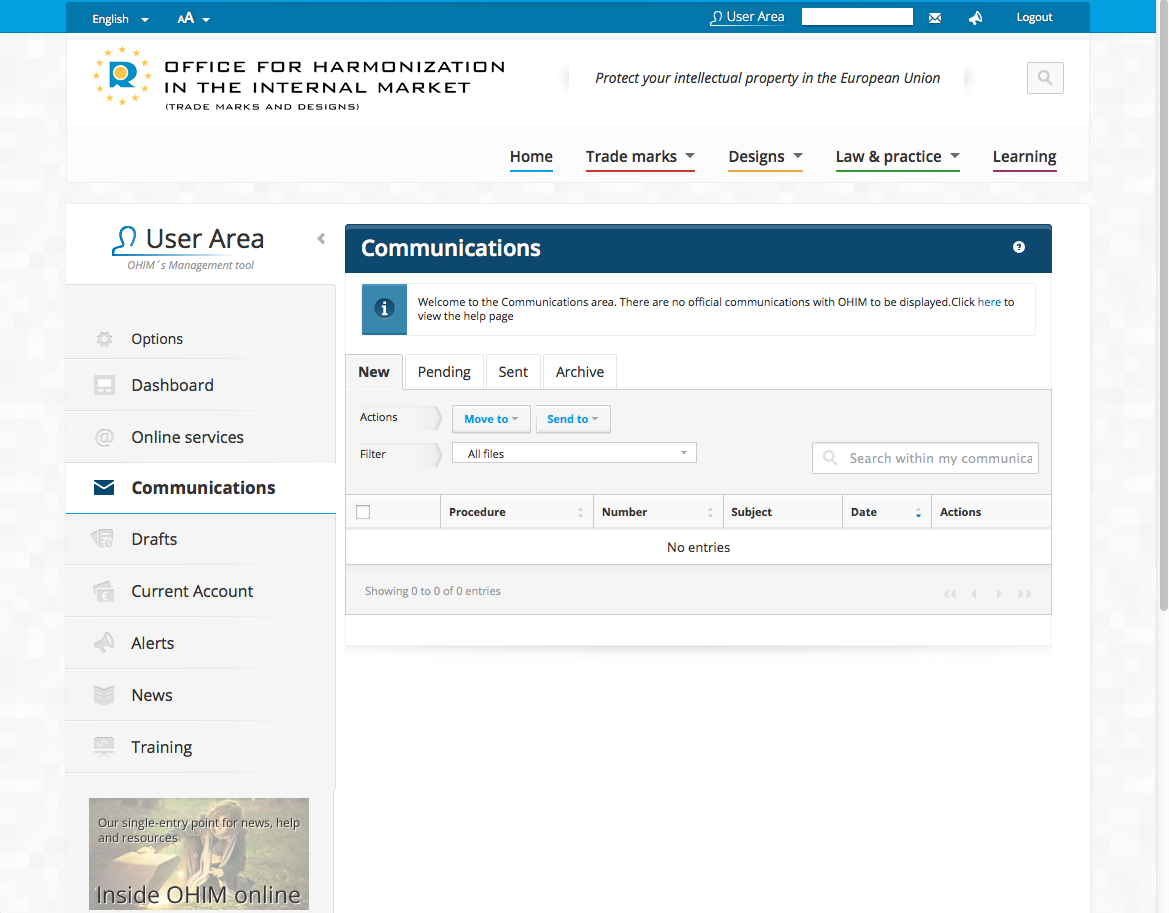 English AA User Area Logout
OFFICE FOR HARMONIZATION
IN THE INTERNAL MARKET
(TRADE MARKS AND DESIGNS)
Protect your intellectual property in the European Union
Home Trade marks Designs Law & practice Learning
User Area
OHIM´s Management tool
Options
Dashboard
Online services
Communications
Drafts
Current Account
Alerts
News
Training
Our single-entry point for news, help
and resources
Inside OHIM online
Communications
Welcome to the Communications area. There are no official communications with OHIM to be displayed.Click here to
view the help page
New Pending Sent Archive
Actions Move to Send to
Filter All files Search within my communica
Procedure Number Subject Date Actions
No entries
Showing 0 to 0 of 0 entries